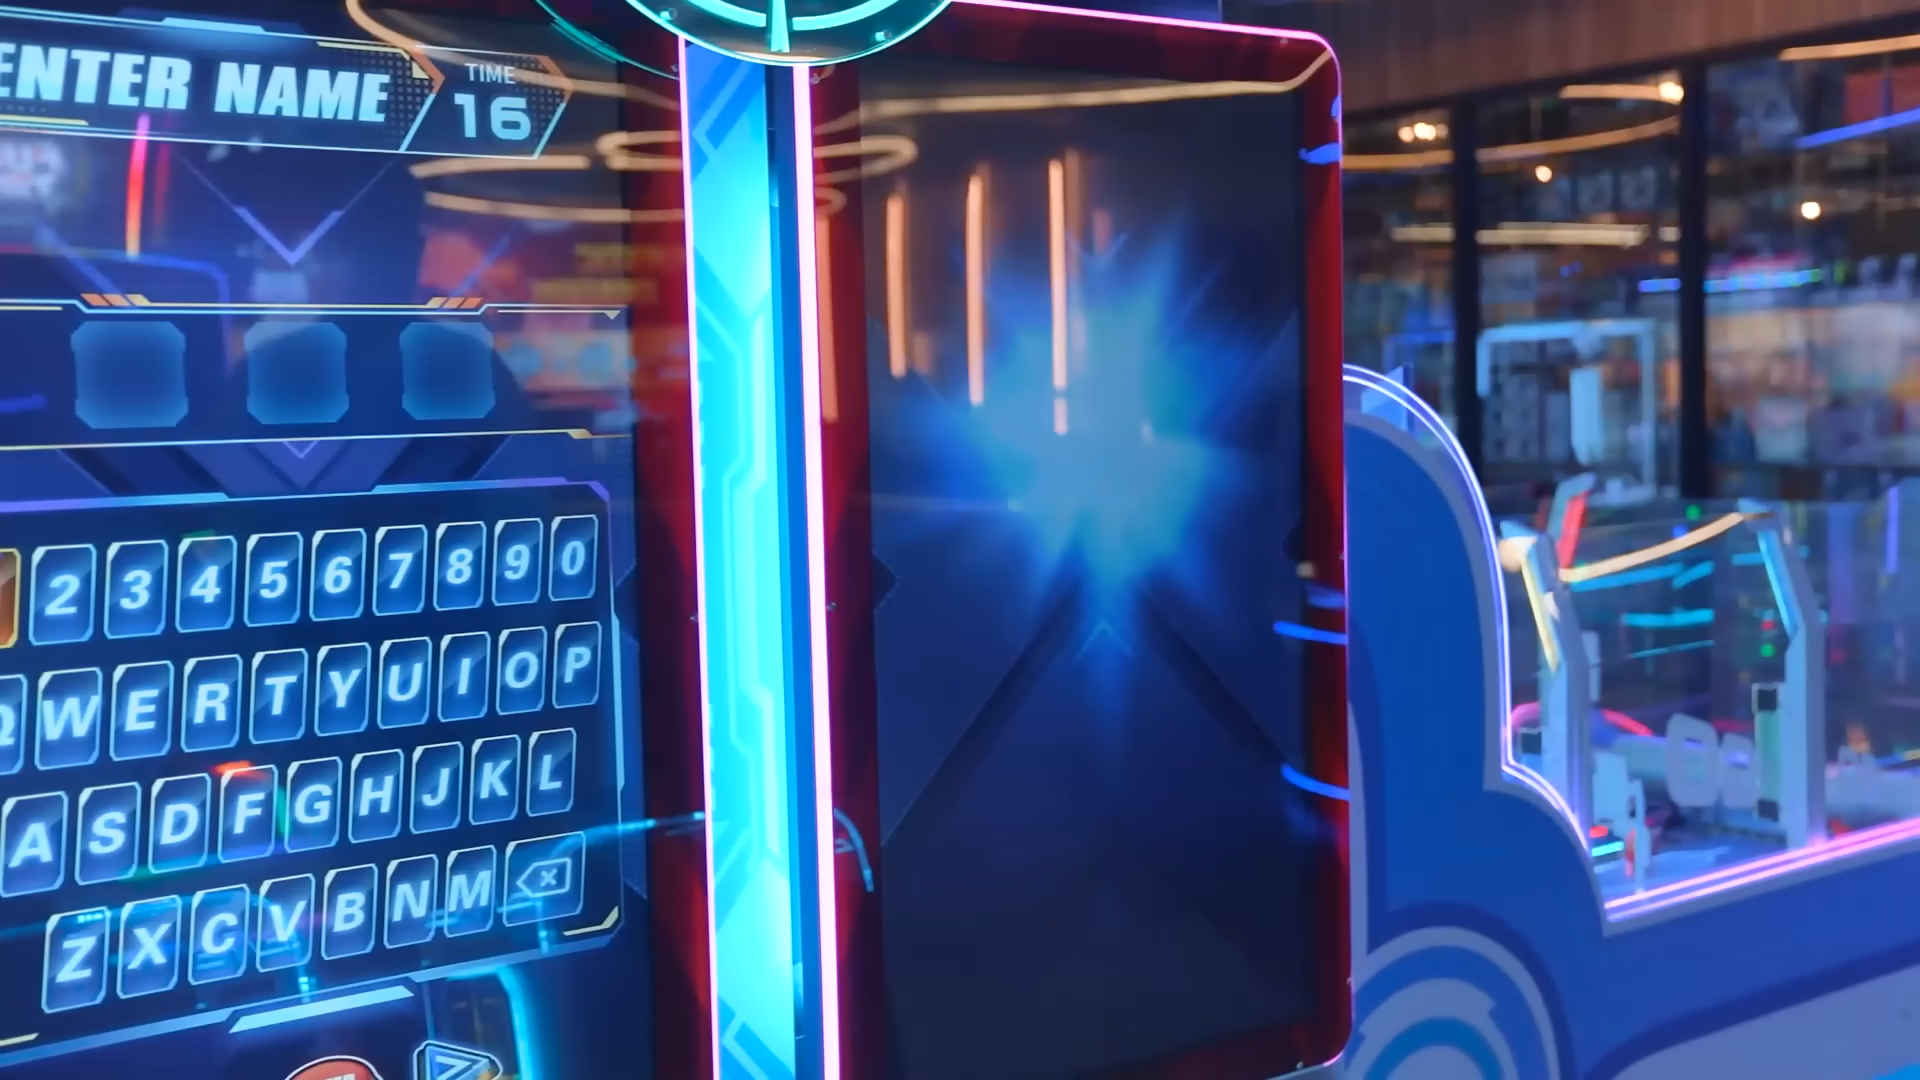 ENTER NAME
TIME
16
2 3 4 5 6 7 8 9 0
Q W E R T Y U I O P
A S D F G H J K L
Z X C V B N M